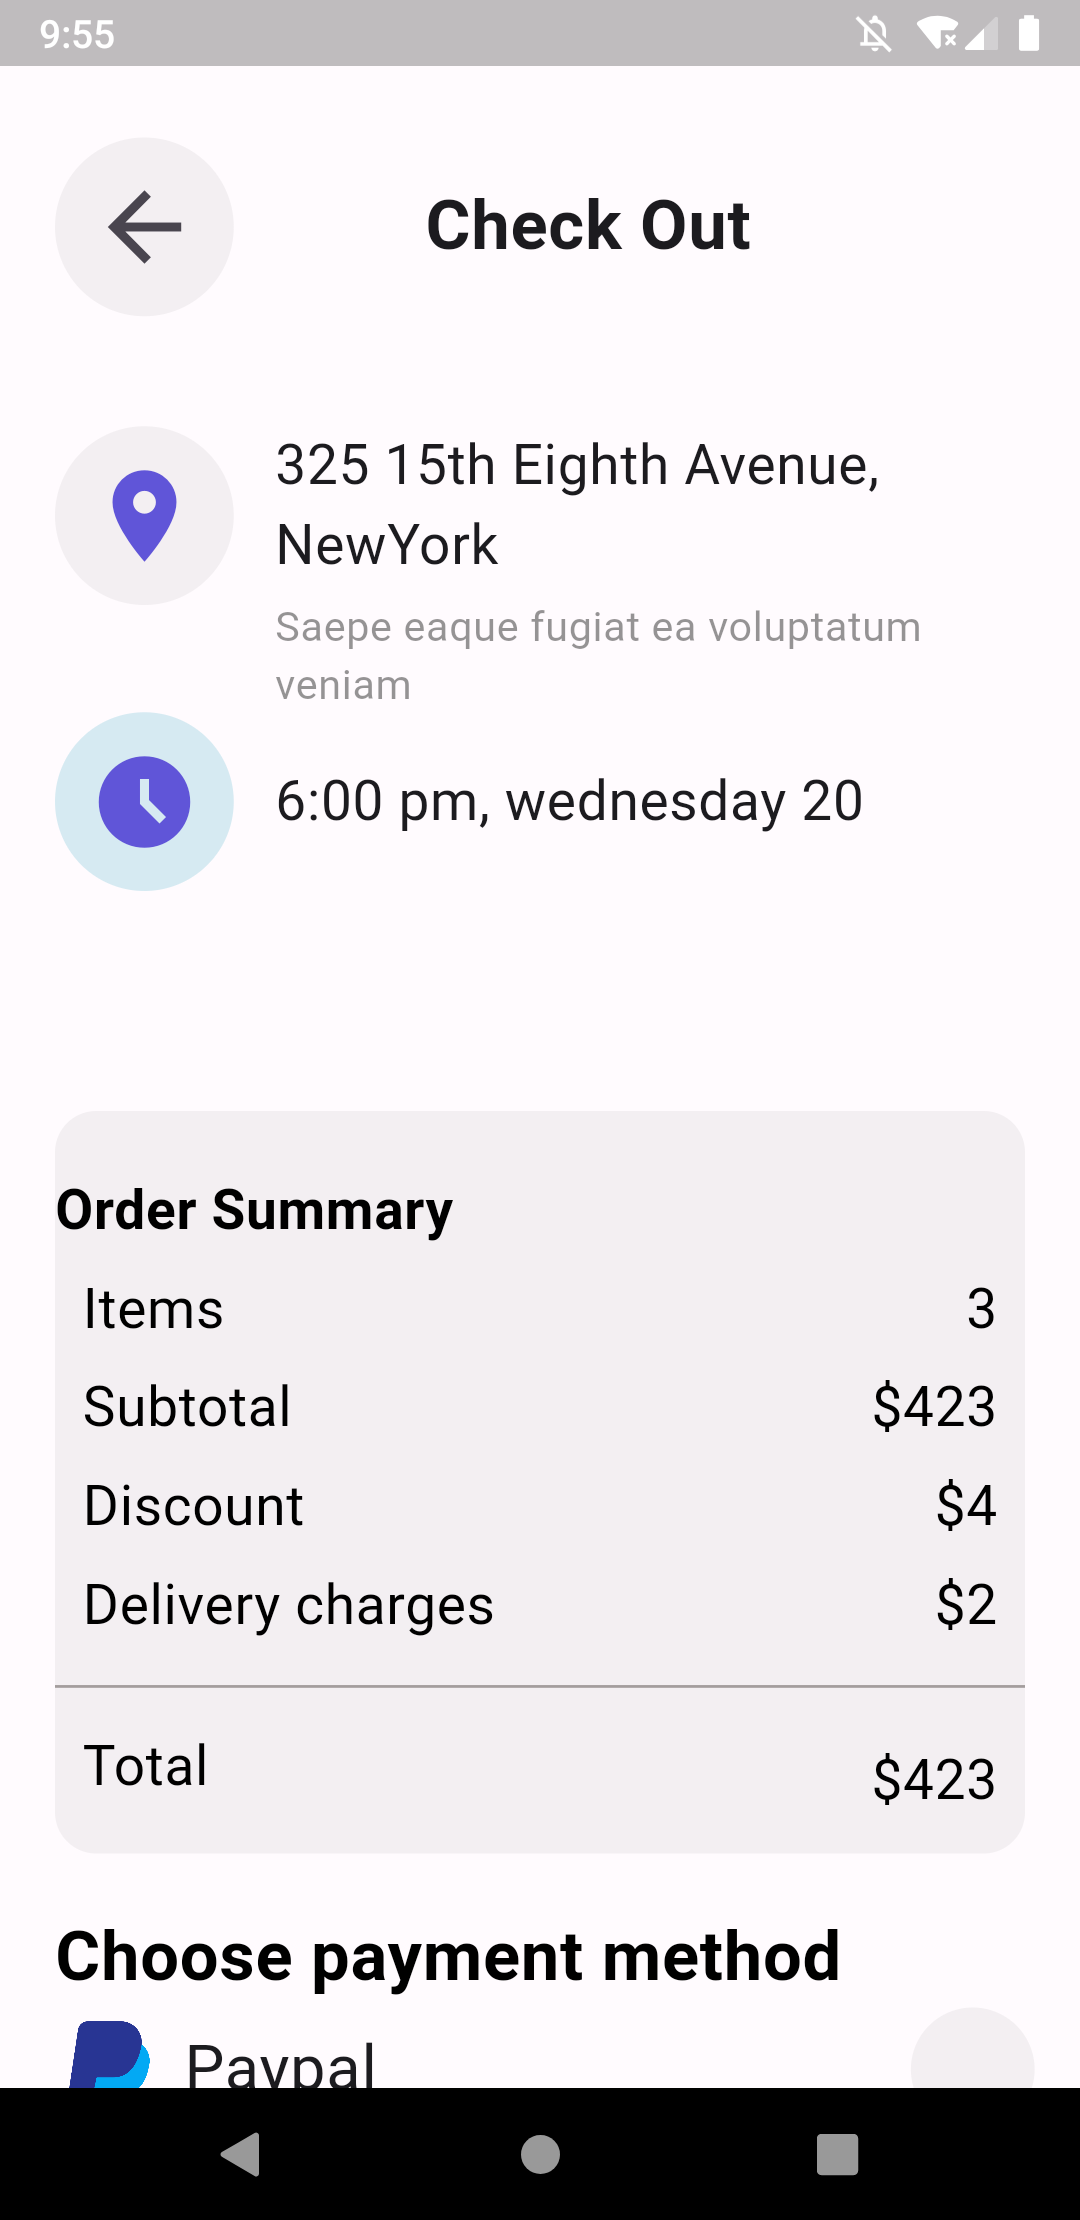 9:55
Check Out
325 15th Eighth Avenue,
NewYork
Saepe eaque fugiat ea voluptatum
veniam
6:00 pm, wednesday 20
Order Summary
Items 3
Subtotal $423
Discount $4
Delivery charges $2
Total $423
Choose payment method
Paypal